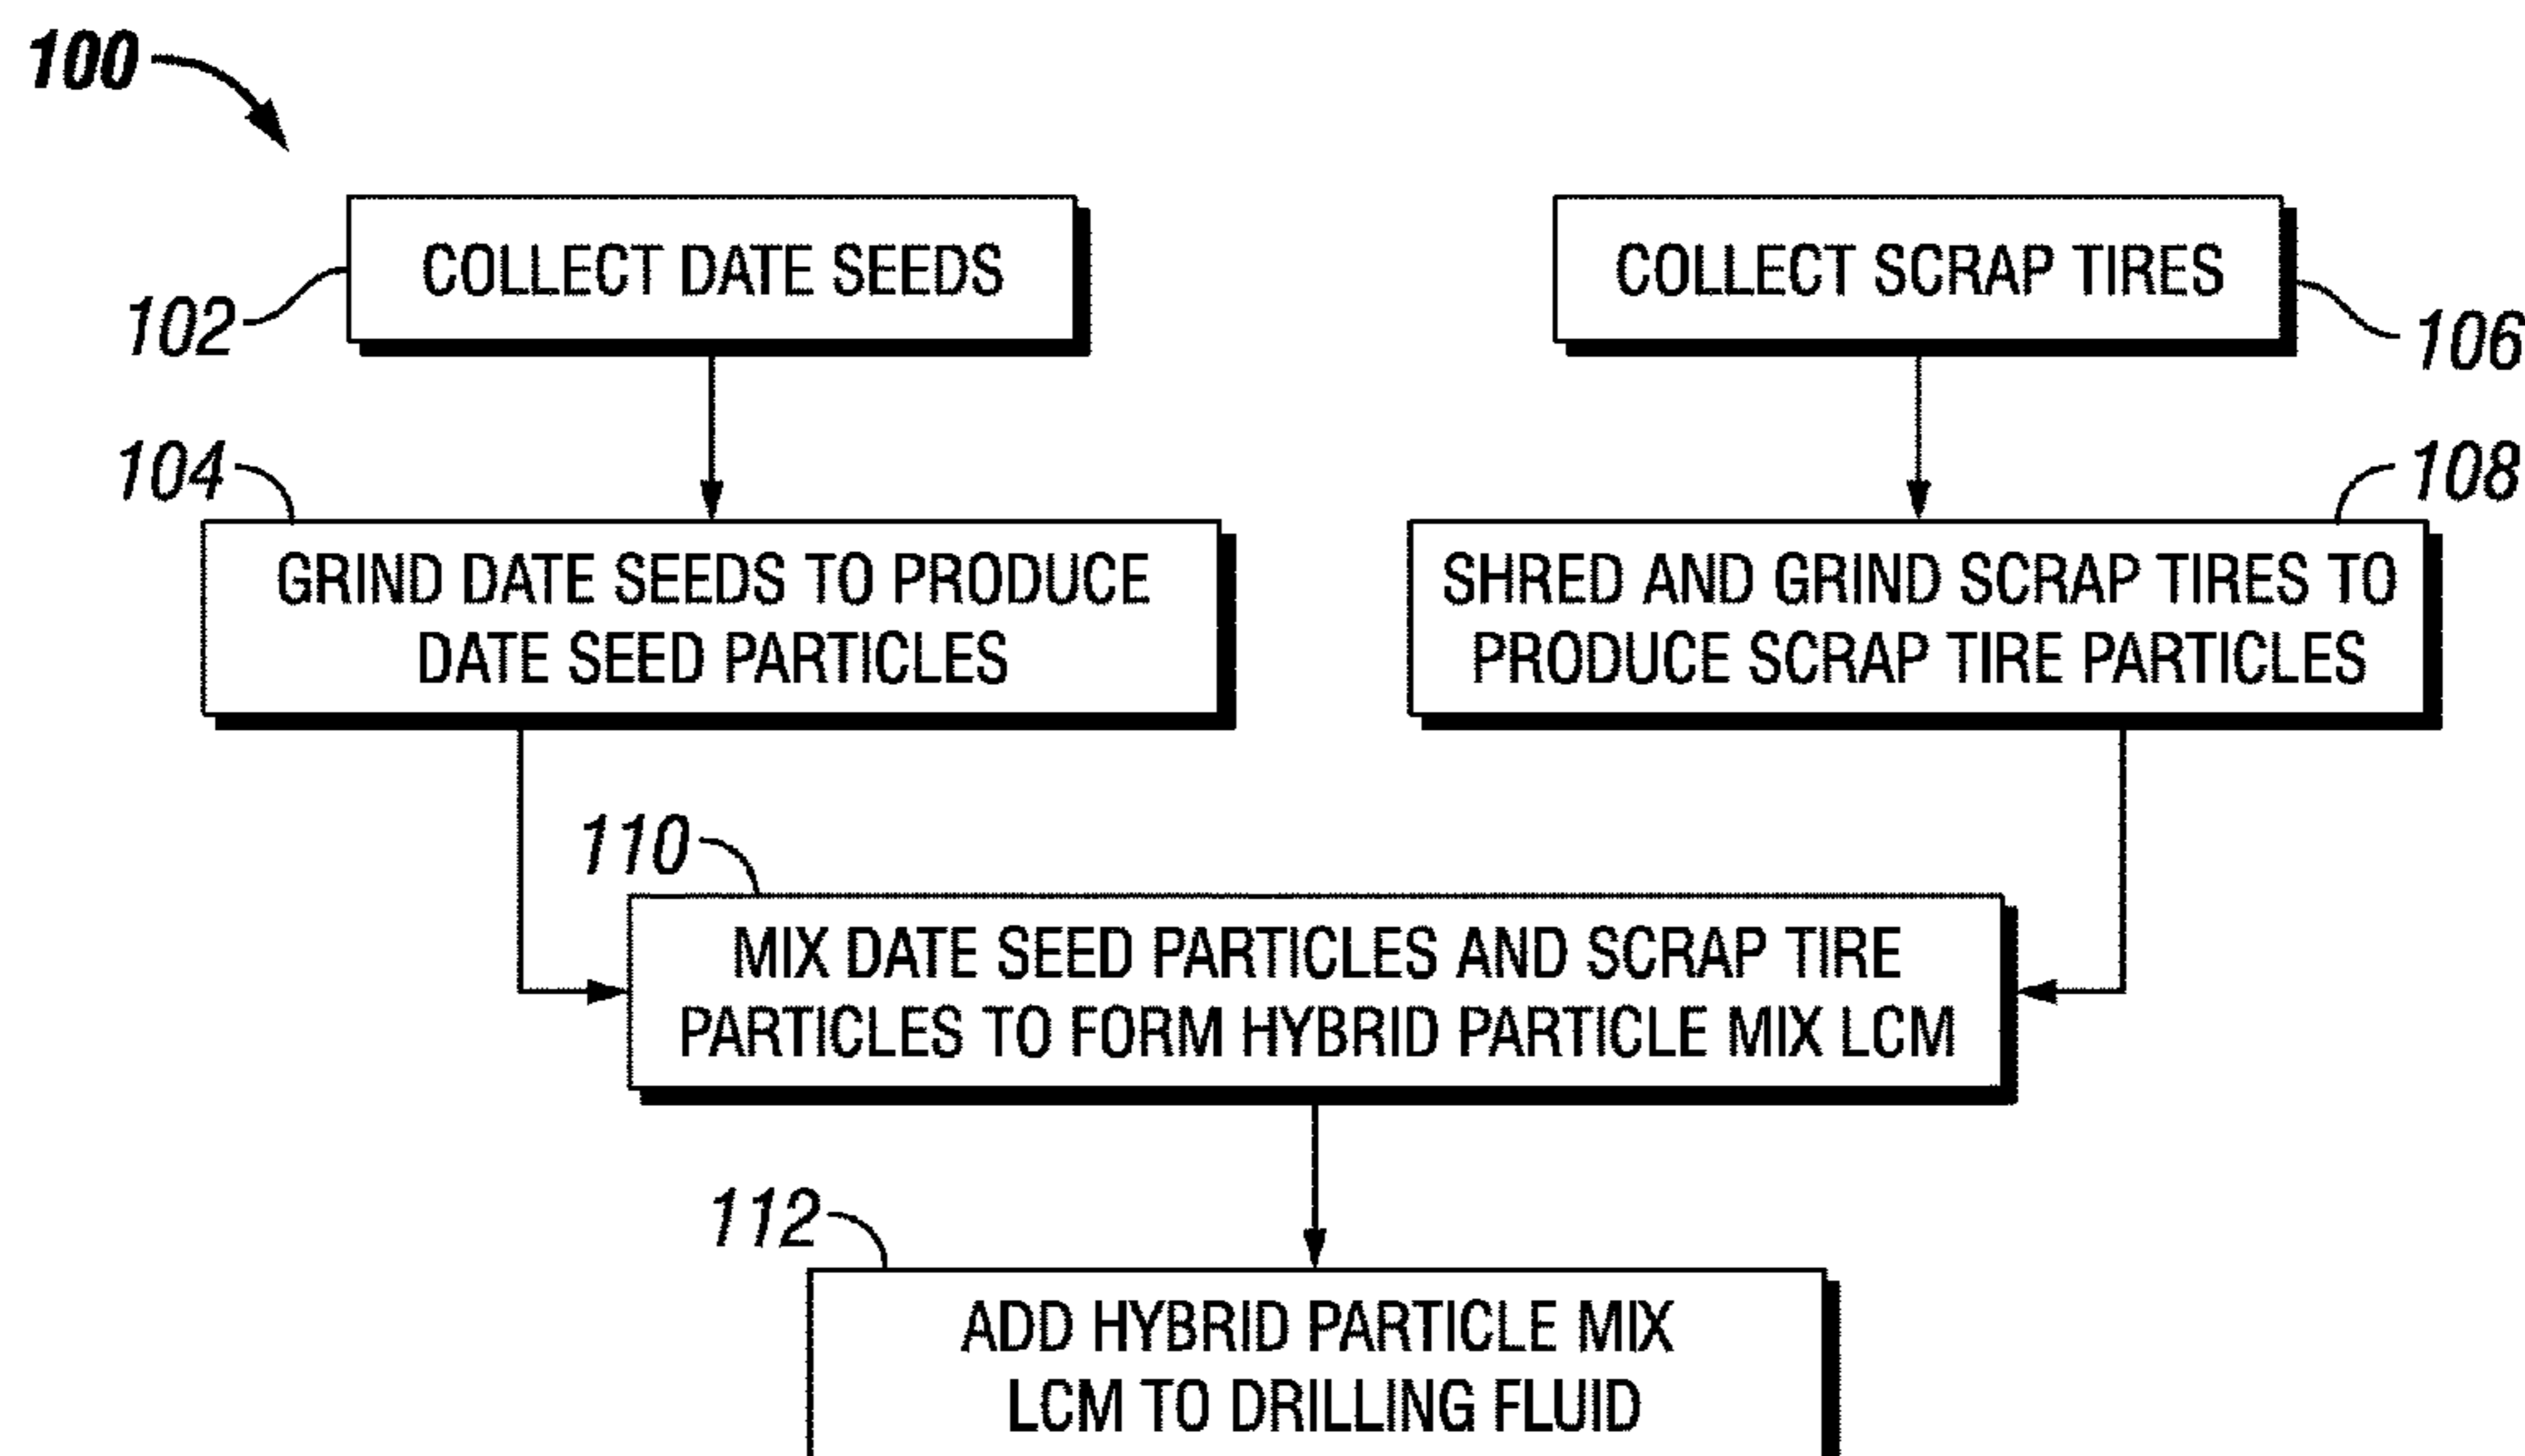 100
COLLECT DATE SEEDS
102
COLLECT SCRAP TIRES
106
104
GRIND DATE SEEDS TO PRODUCE
DATE SEED PARTICLES
108
SHRED AND GRIND SCRAP TIRES TO
PRODUCE SCRAP TIRE PARTICLES
110
MIX DATE SEED PARTICLES AND SCRAP TIRE
PARTICLES TO FORM HYBRID PARTICLE MIX LCM
112
ADD HYBRID PARTICLE MIX
LCM TO DRILLING FLUID